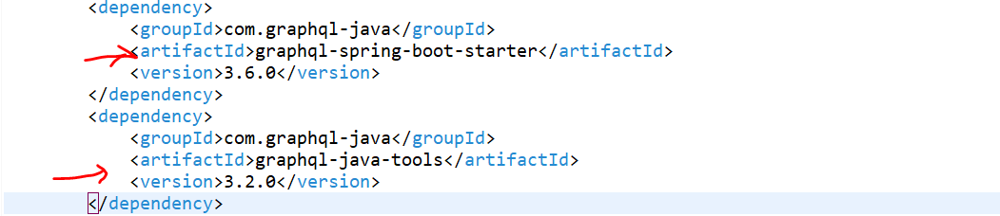 <dependency>
<groupId>com.graphql-java</groupId>
<artifactId>graphql-spring-boot-starter</artifactId>
<version>3.6.0</version>
</dependency>
<dependency>
<groupId>com.graphql-java</groupId>
<artifactId>graphql-java-tools</artifactId>
<version>3.2.0</version>
</dependency>